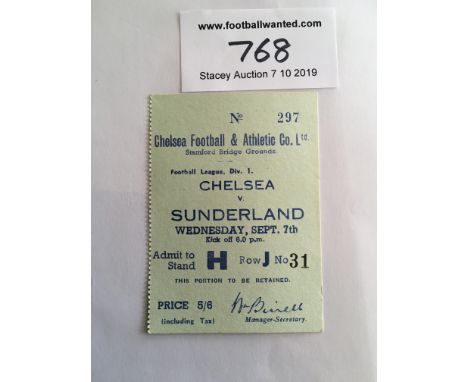 www.footballwanted.com
768
Stacey Auction 7 10 2019
No 297
Chelsea Football & Athletic Co. Ltd.
Stamford Bridge Grounds.
Football League, Div. 1.
CHELSEA
V.
SUNDERLAND
WEDNESDAY, SEPT. 7th
Kick off 6.0 p.m.
Admit to Stand H Row J No 31
THIS PORTION TO BE RETAINED.
PRICE 5/6
(including Tax)
Wm Birrell
Manager-Secretary.